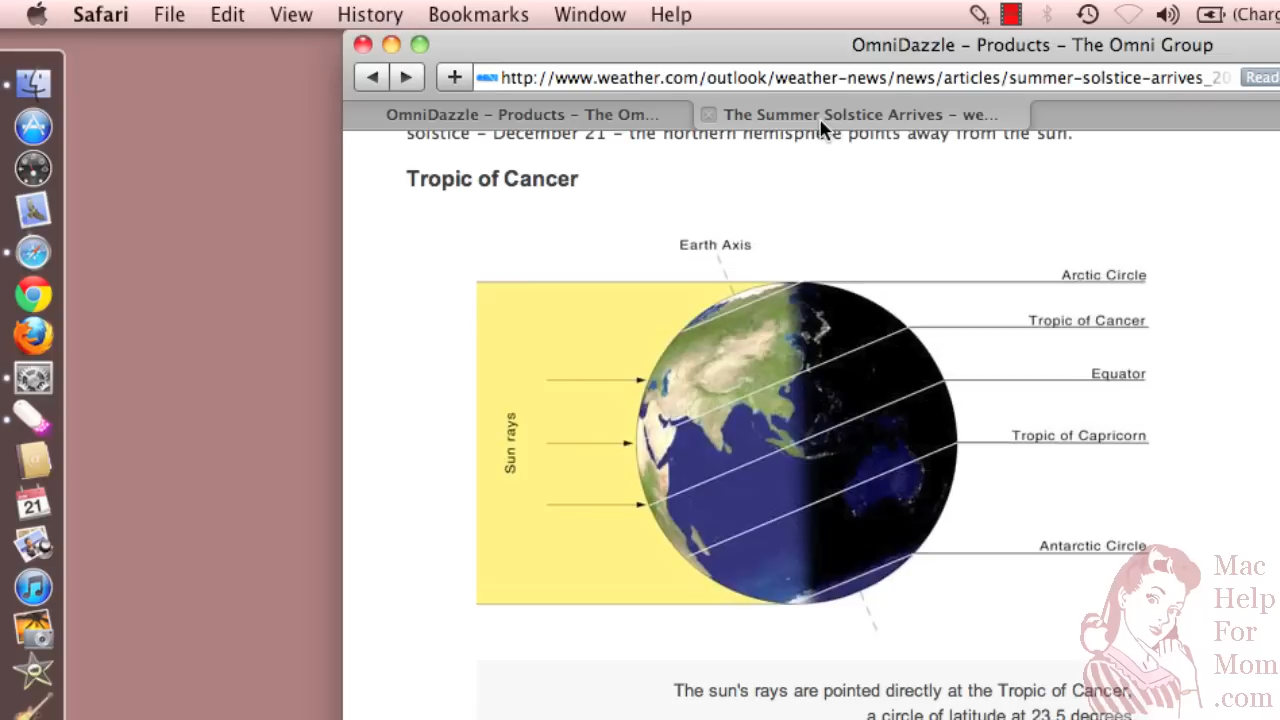 Safari File Edit View History Bookmarks Window Help (Charg
OmniDazzle – Products – The Omni Group
http://www.weather.com/outlook/weather-news/news/articles/summer-solstice-arrives_20 Read
OmniDazzle – Products – The Om... The Summer Solstice Arrives – we...
solstice – December 21 – the northern hemisphere points away from the sun.
Tropic of Cancer
Earth Axis
Arctic Circle
Tropic of Cancer
Equator
Sun rays
Tropic of Capricorn
21
Antarctic Circle
Mac
Help
For
Mom
.com
The sun's rays are pointed directly at the Tropic of Cancer,
a circle of latitude at 23.5 degrees